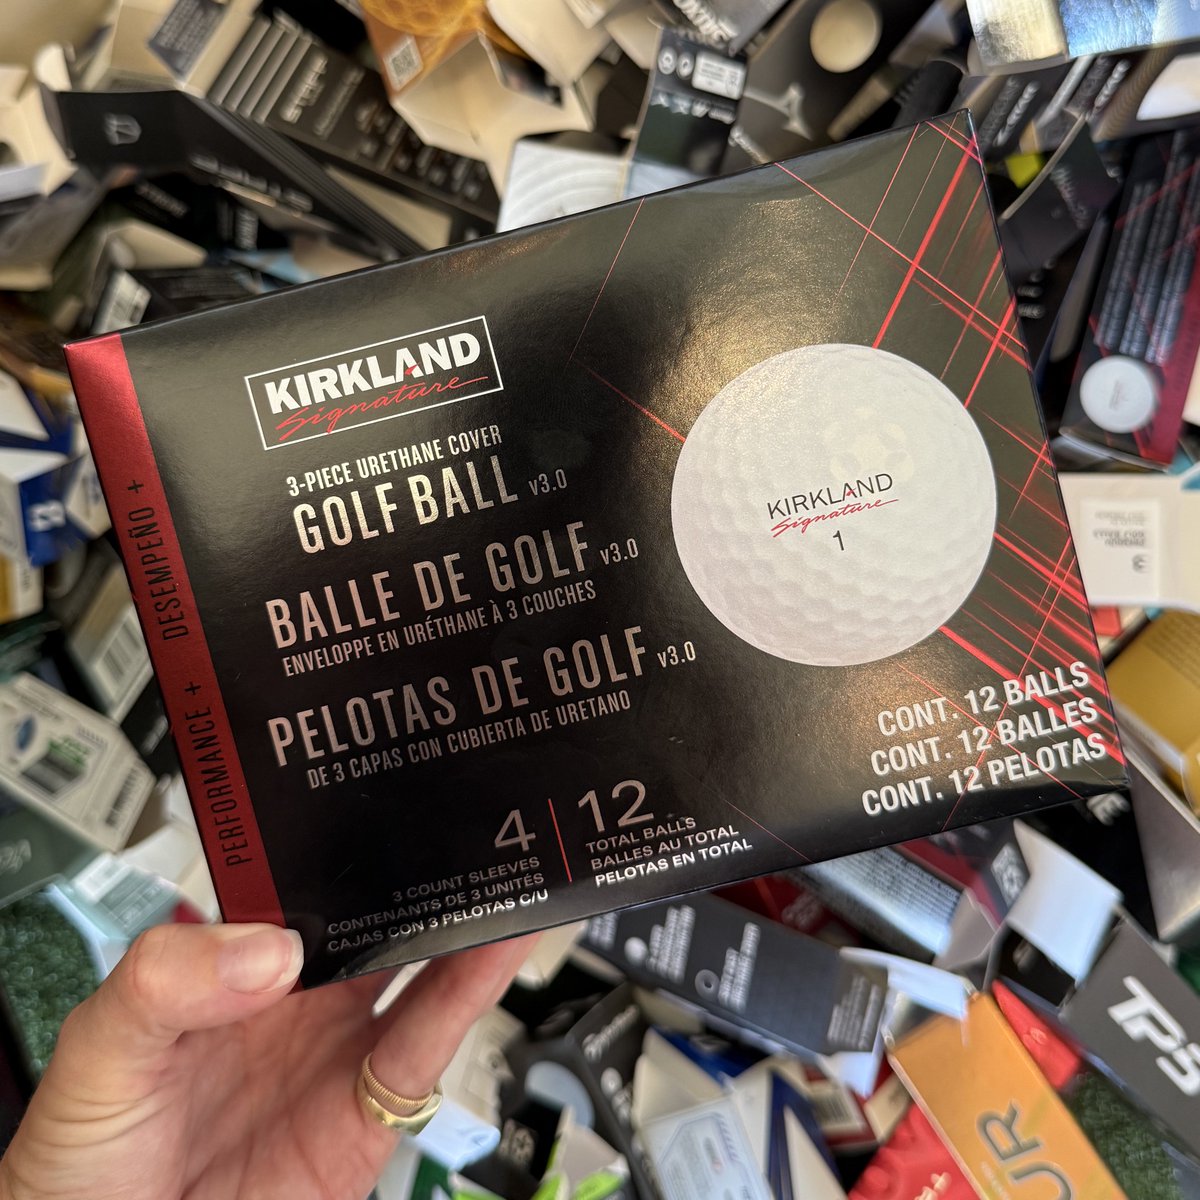 KIRKLAND
Signature
3-PIECE URETHANE COVER
GOLF BALL v3.0
BALLE DE GOLF v3.0
ENVELOPPE EN URÉTHANE À 3 COUCHES
PELOTAS DE GOLF v3.0
DE 3 CAPAS CON CUBIERTA DE URETANO
4
3 COUNT SLEEVES
CONTENANTS DE 3 UNITÉS
CAJAS CON 3 PELOTAS C/U
12
TOTAL BALLS
BALLES AU TOTAL
PELOTAS EN TOTAL
PERFORMANCE + DESEMPEÑO +
KIRKLAND
Signature
1
CONT. 12 BALLS
CONT. 12 BALLES
CONT. 12 PELOTAS
TP5